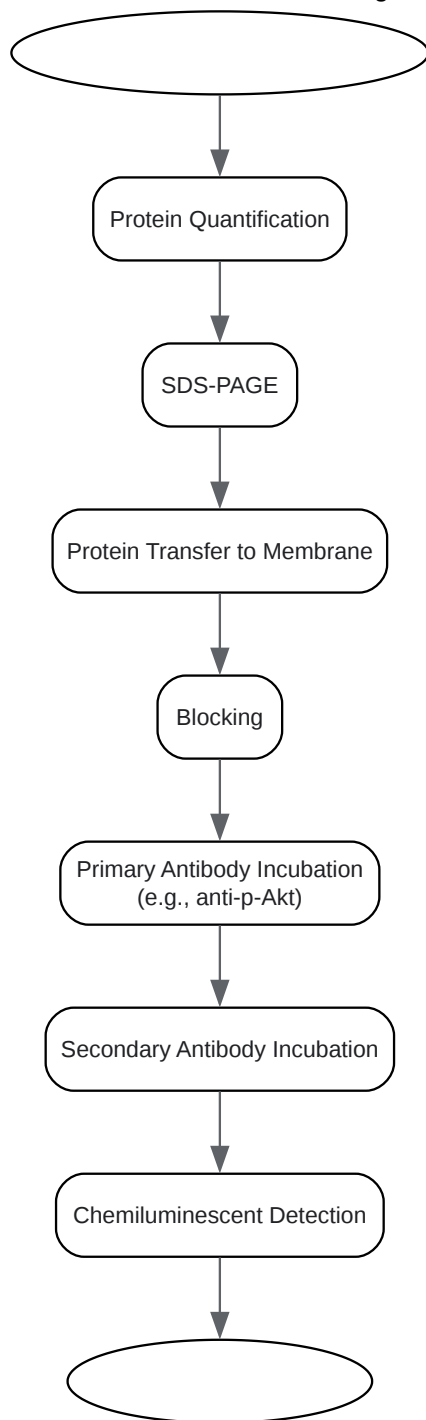 Protein Quantification
SDS-PAGE
Protein Transfer to Membrane
Blocking
Primary Antibody Incubation
(e.g., anti-p-Akt)
Secondary Antibody Incubation
Chemiluminescent Detection